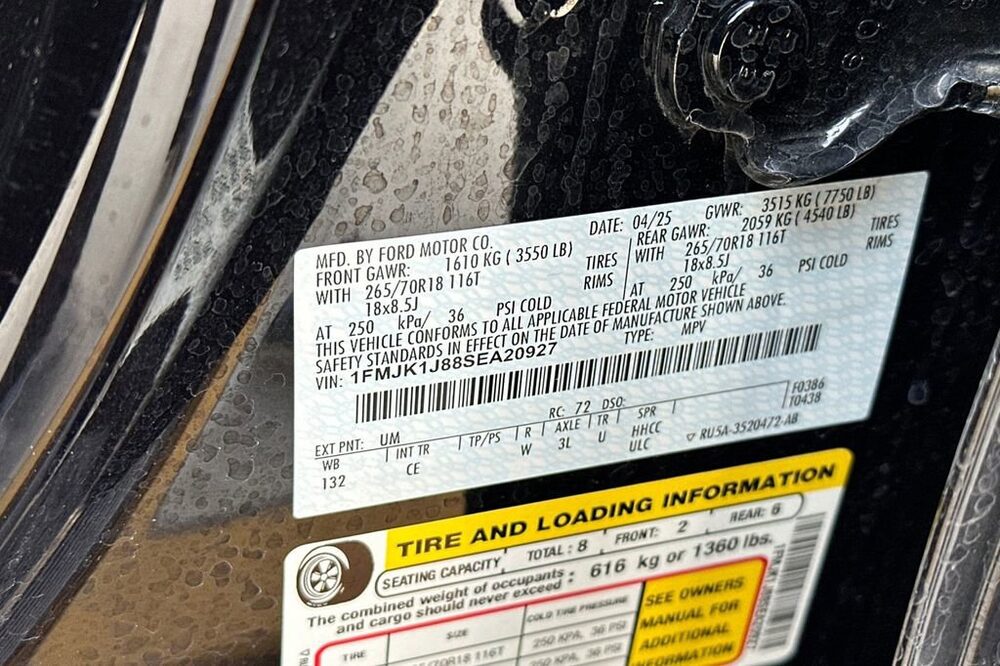 MFD. BY FORD MOTOR CO. DATE: 04/25 GVWR: 3515 KG ( 7750 LB)
FRONT GAWR: 1610 KG ( 3550 LB) REAR GAWR: 2059 KG ( 4540 LB)
WITH 265/70R18 116T TIRES WITH 265/70R18 116T TIRES
18x8.5J RIMS 18x8.5J RIMS
AT 250 kPa/ 36 PSI COLD AT 250 kPa/ 36 PSI COLD
THIS VEHICLE CONFORMS TO ALL APPLICABLE FEDERAL MOTOR VEHICLE
SAFETY STANDARDS IN EFFECT ON THE DATE OF MANUFACTURE SHOWN ABOVE.
VIN: 1FMJK1J88SEA20927 TYPE: MPV
F0386
T0438
EXT PNT: UM RC: 72 DSO:
WB INT TR TP/PS R AXLE TR SPR
132 CE W 3L U HHCC
ULC
RU5A-3520472-AB
TIRE AND LOADING INFORMATION
SEATING CAPACITY TOTAL : 8 FRONT: 2 REAR: 6
The combined weight of occupants
and cargo should never exceed : 616 kg or 1360 lbs.
TIRE SIZE COLD TIRE PRESSURE
70R18 116T 250 KPA, 36 PSI
250 KPA, 36 PSI
SEE OWNERS
MANUAL FOR
ADDITIONAL
INFORMATION